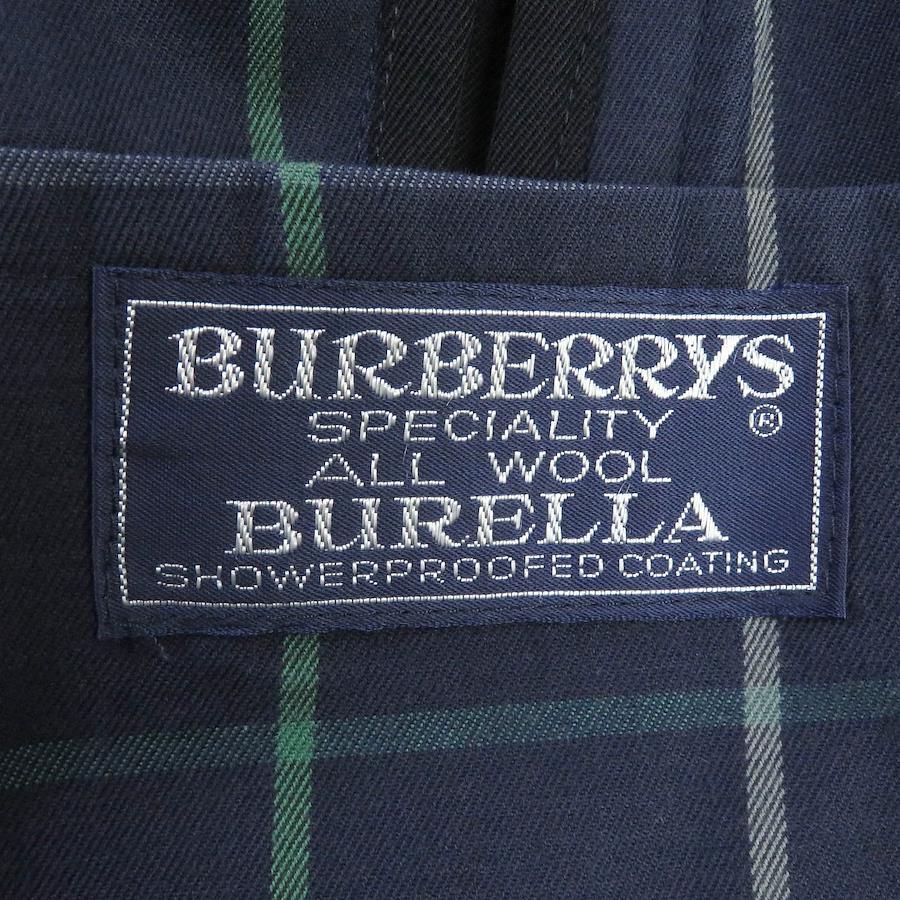 BURBERRYS
SPECIALITY ®
ALL WOOL
BURELLA
SHOWERPROOFED COATING